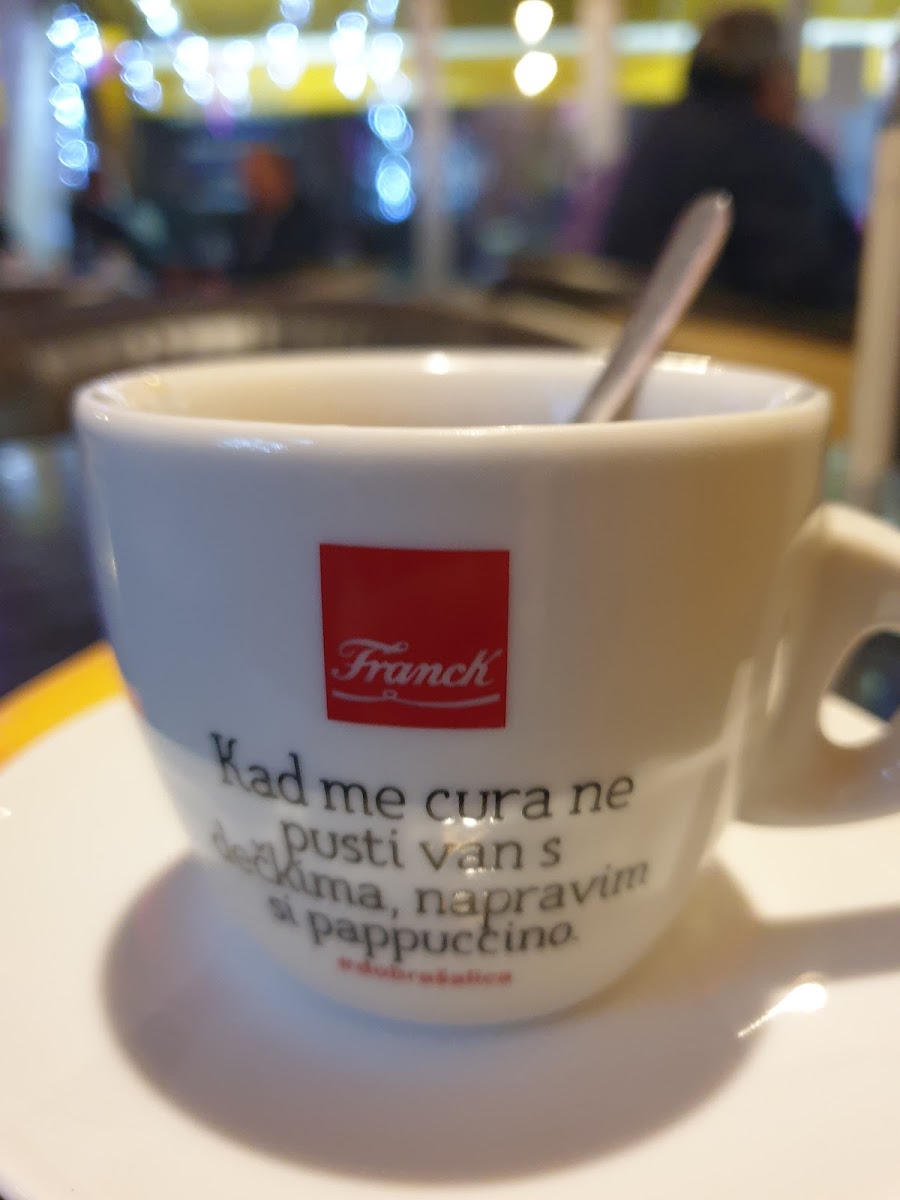 Franck
Kad me cura ne
pusti van s
dečkima, napravim
si pappuccino.
#dobrašalica